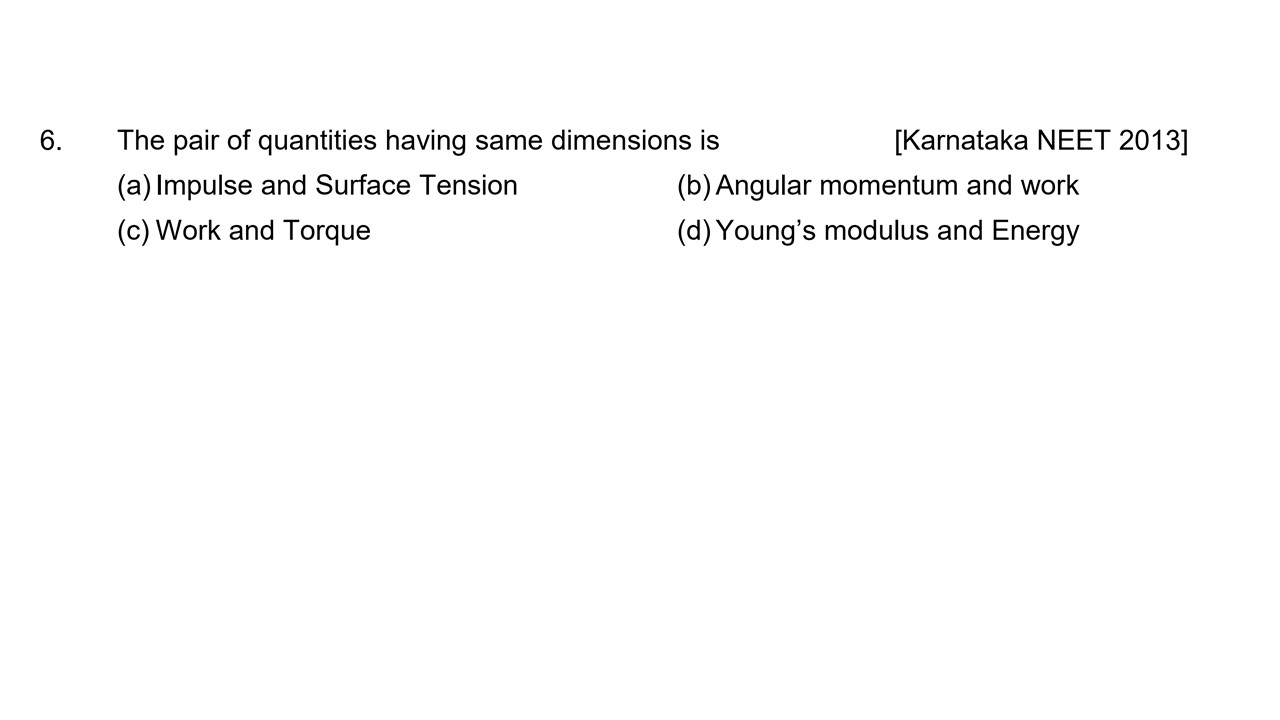 6. The pair of quantities having same dimensions is [Karnataka NEET 2013]
(a) Impulse and Surface Tension (b) Angular momentum and work
(c) Work and Torque (d) Young’s modulus and Energy